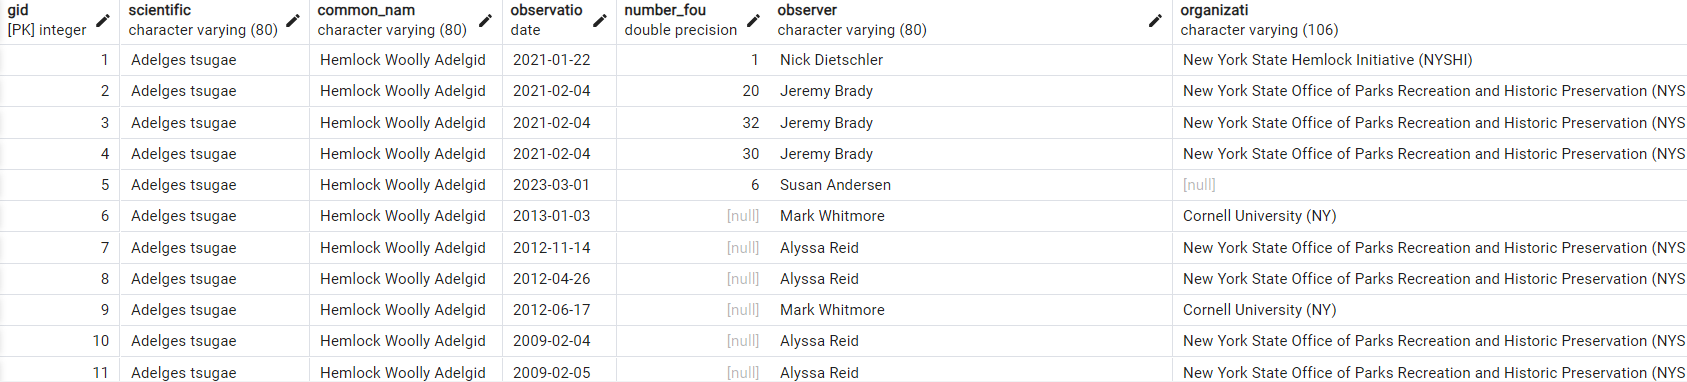 gid scientific common_nam observatio number_fou observer organizati
[PK] integer character varying (80) character varying (80) date double precision character varying (80) character varying (106)
1 Adelges tsugae Hemlock Woolly Adelgid 2021-01-22 1 Nick Dietschler New York State Hemlock Initiative (NYSHI)
2 Adelges tsugae Hemlock Woolly Adelgid 2021-02-04 20 Jeremy Brady New York State Office of Parks Recreation and Historic Preservation (NYS
3 Adelges tsugae Hemlock Woolly Adelgid 2021-02-04 32 Jeremy Brady New York State Office of Parks Recreation and Historic Preservation (NYS
4 Adelges tsugae Hemlock Woolly Adelgid 2021-02-04 30 Jeremy Brady New York State Office of Parks Recreation and Historic Preservation (NYS
5 Adelges tsugae Hemlock Woolly Adelgid 2023-03-01 6 Susan Andersen [null]
6 Adelges tsugae Hemlock Woolly Adelgid 2013-01-03 [null] Mark Whitmore Cornell University (NY)
7 Adelges tsugae Hemlock Woolly Adelgid 2012-11-14 [null] Alyssa Reid New York State Office of Parks Recreation and Historic Preservation (NYS
8 Adelges tsugae Hemlock Woolly Adelgid 2012-04-26 [null] Alyssa Reid New York State Office of Parks Recreation and Historic Preservation (NYS
9 Adelges tsugae Hemlock Woolly Adelgid 2012-06-17 [null] Mark Whitmore Cornell University (NY)
10 Adelges tsugae Hemlock Woolly Adelgid 2009-02-04 [null] Alyssa Reid New York State Office of Parks Recreation and Historic Preservation (NYS
11 Adelges tsugae Hemlock Woolly Adelgid 2009-02-05 [null] Alyssa Reid New York State Office of Parks Recreation and Historic Preservation (NYS